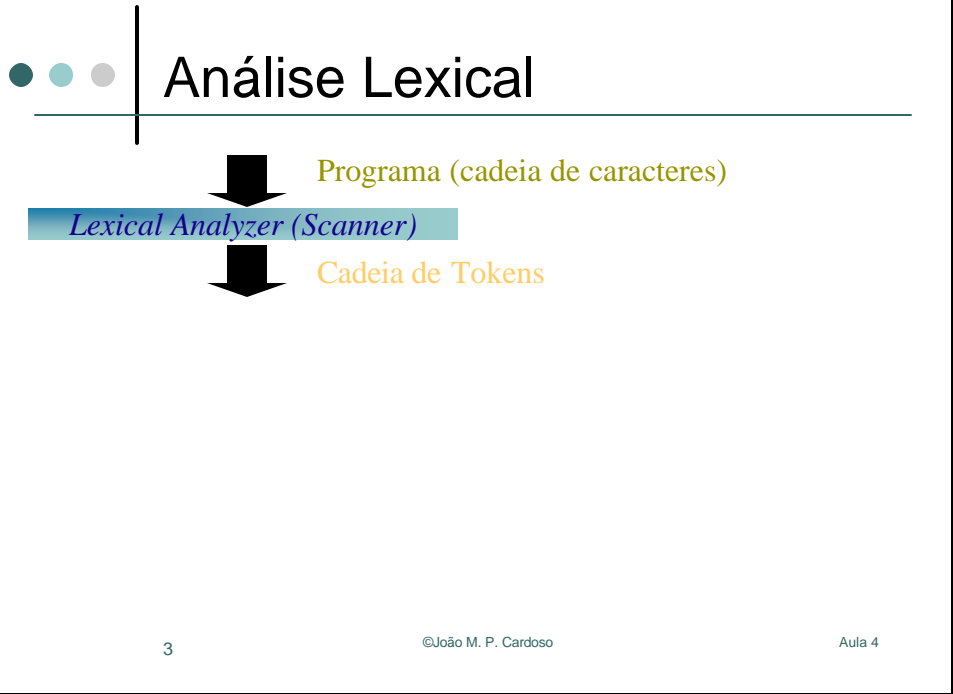 Análise Lexical
Programa (cadeia de caracteres)
Lexical Analyzer (Scanner)
Cadeia de Tokens
3
©João M. P. Cardoso
Aula 4